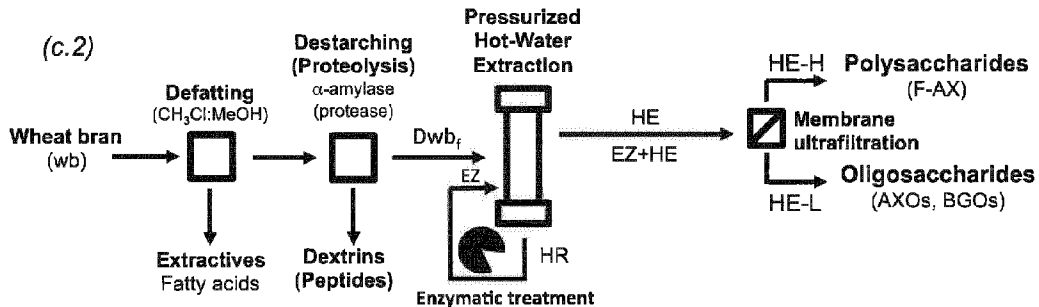 (c.2)
Wheat bran
(wb)
Defatting
(CH₃Cl:MeOH)
Extractives
Fatty acids
Destarching
(Proteolysis)
α-amylase
(protease)
Dextrins
(Peptides)
Dwb_f
EZ
Pressurized
Hot-Water
Extraction
HR
Enzymatic treatment
HE
EZ+HE
Membrane
ultrafiltration
HE-H
Polysaccharides
(F-AX)
HE-L
Oligosaccharides
(AXOs, BGOs)